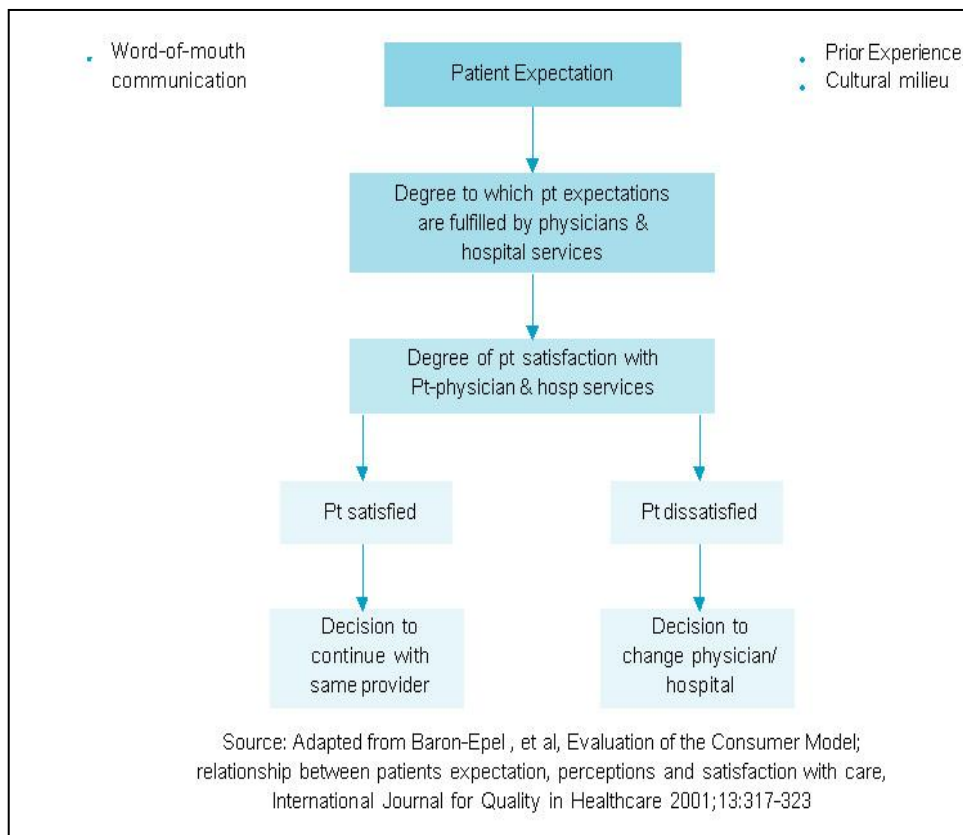 Word-of-mouth
communication
Patient Expectation
Prior Experience
Cultural milieu
Degree to which pt expectations
are fulfilled by physicians &
hospital services
Degree of pt satisfaction with
Pt-physician & hosp services
Pt satisfied
Pt dissatisfied
Decision to
continue with
same provider
Decision to
change physician/
hospital
Source: Adapted from Baron-Epel , et al, Evaluation of the Consumer Model;
relationship between patients expectation, perceptions and satisfaction with care,
International Journal for Quality in Healthcare 2001;13:317-323